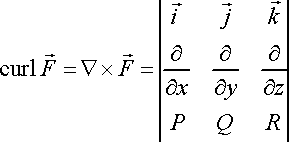 curl F⃗ = ∇ × F⃗ = | i⃗ j⃗ k⃗ |
| ∂/∂x ∂/∂y ∂/∂z |
| P Q R |